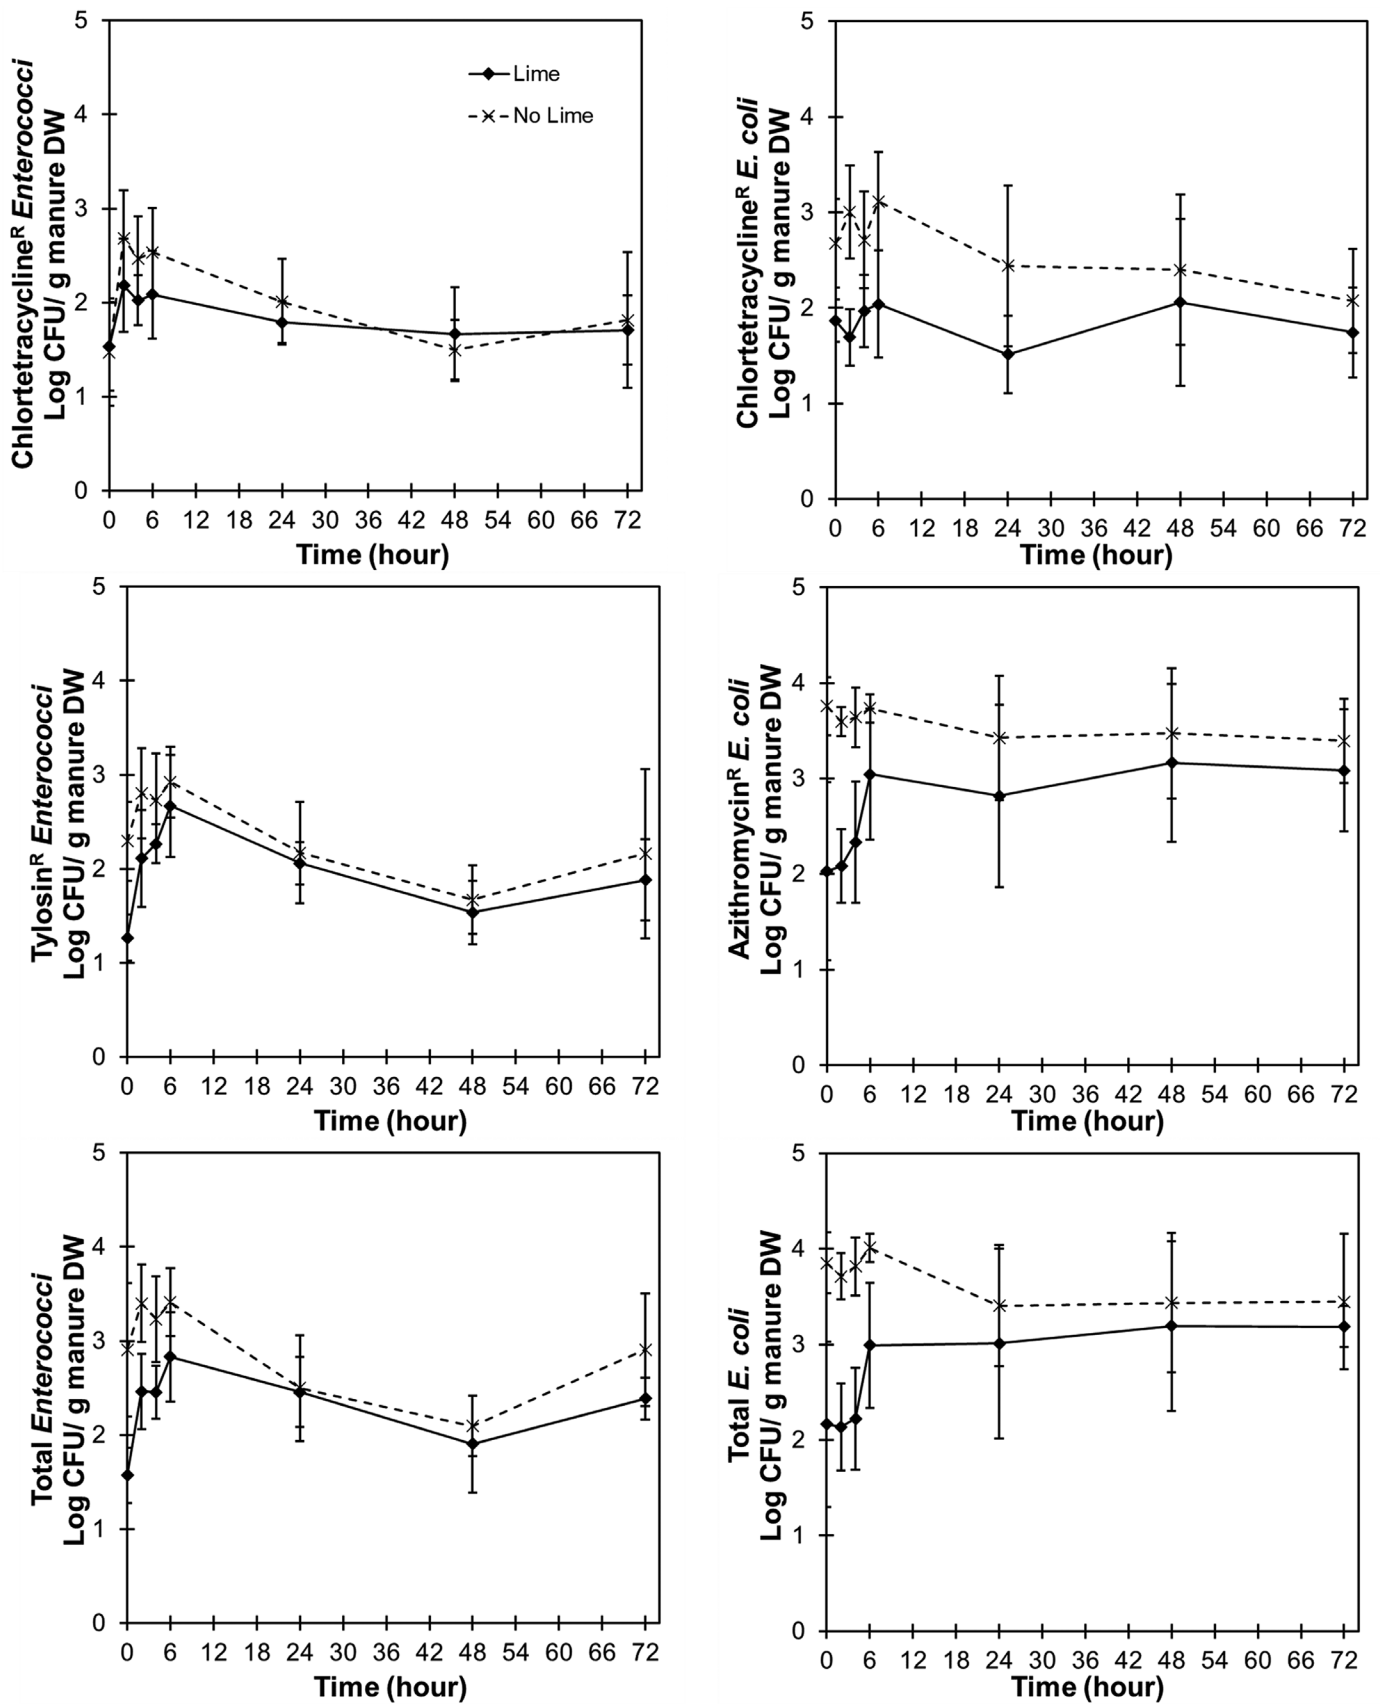 Chlortetracyclineᴿ Enterococci
Log CFU/ g manure DW
5
4
3
2
1
0
Lime
No Lime
0 6 12 18 24 30 36 42 48 54 60 66 72
Time (hour)
Chlortetracyclineᴿ E. coli
Log CFU/ g manure DW
5
4
3
2
1
0
0 6 12 18 24 30 36 42 48 54 60 66 72
Time (hour)
Tylosinᴿ Enterococci
Log CFU/ g manure DW
5
4
3
2
1
0
0 6 12 18 24 30 36 42 48 54 60 66 72
Time (hour)
Azithromycinᴿ E. coli
Log CFU/ g manure DW
5
4
3
2
1
0
0 6 12 18 24 30 36 42 48 54 60 66 72
Time (hour)
Total Enterococci
Log CFU/ g manure DW
5
4
3
2
1
0
0 6 12 18 24 30 36 42 48 54 60 66 72
Time (hour)
Total E. coli
Log CFU/ g manure DW
5
4
3
2
1
0
0 6 12 18 24 30 36 42 48 54 60 66 72
Time (hour)